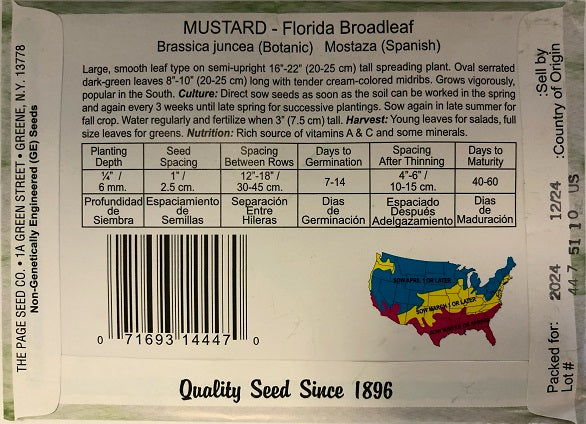 MUSTARD - Florida Broadleaf
Brassica juncea (Botanic) Mostaza (Spanish)
Large, smooth leaf type on semi-upright 16"-22" (20-25 cm) tall spreading plant. Oval serrated
dark-green leaves 8"-10" (20-25 cm) long with tender cream-colored midribs. Grows vigorously,
popular in the South. Culture: Direct sow seeds as soon as the soil can be worked in the spring
and again every 3 weeks until late spring for successive plantings. Sow again in late summer for
fall crop. Water regularly and fertilize when 3" (7.5 cm) tall. Harvest: Young leaves for salads, full
size leaves for greens. Nutrition: Rich source of vitamins A & C and some minerals.
Planting Depth Seed Spacing Spacing Between Rows Days to Germination Spacing After Thinning Days to Maturity
¼" / 6 mm. 1" / 2.5 cm. 12"-18" / 30-45 cm. 7-14 4"-6" / 10-15 cm. 40-60
Profundidad de Siembra Espaciamiento de Semillas Separación Entre Hileras Dias de Germinación Espaciado Después Adelgazamiento Dias de Maduración
0 71693 14447 0
SOW APRIL 1 OR LATER
SOW MARCH 1 OR LATER
Quality Seed Since 1896
THE PAGE SEED CO. • 1A GREEN STREET • GREENE, N.Y. 13778
Non-Genetically Engineered (GE) Seeds
Packed for: 2024 12/24 :Sell by
Lot # 44-7 51 10 US :Country of Origin